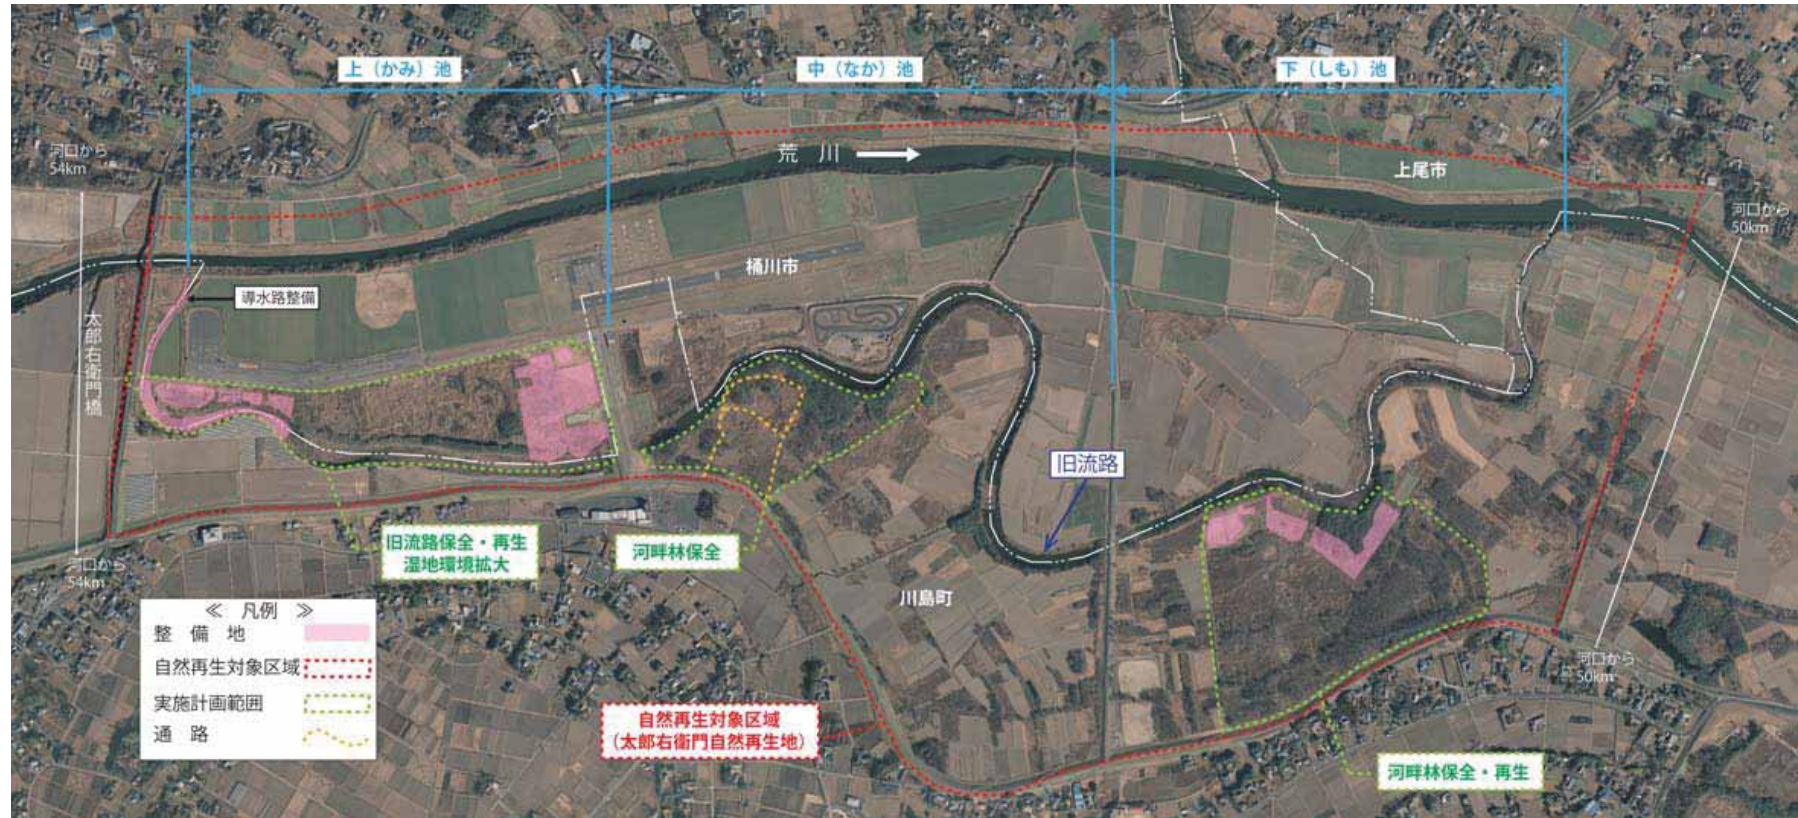 上（かみ）池
中（なか）池
下（しも）池
河口から
54km
荒 川
上尾市
河口から
50km
桶川市
導水路整備
太郎右衛門橋
旧流路
旧流路保全・再生
湿地環境拡大
河畔林保全
河口から
54km
川島町
≪ 凡例 ≫
整 備 地
自然再生対象区域
実施計画範囲
通 路
自然再生対象区域
（太郎右衛門自然再生地）
河口から
50km
河畔林保全・再生